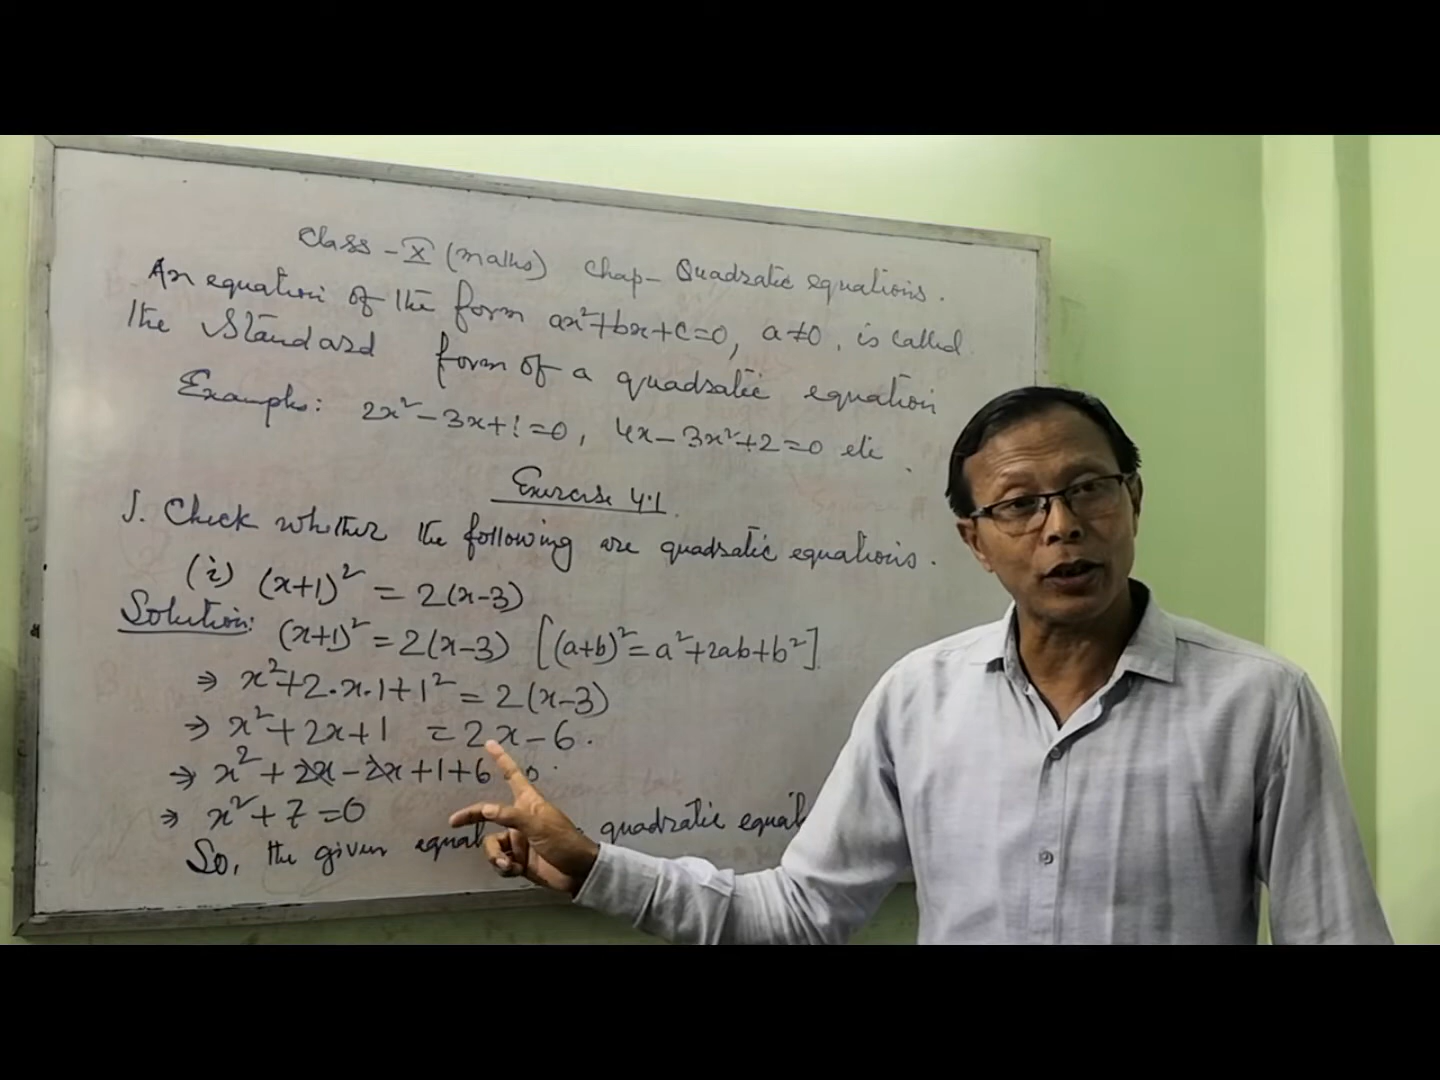 Class - X (maths) Chap - Quadratic equations.
An equation of the form ax²+bx+c=0, a≠0, is called
the Standard form of a quadratic equation
Example: 2x²-3x+1=0, 4x-3x²+2=0 etc.
Exercise 4.1
1. Check whether the following are quadratic equations.
(i) (x+1)² = 2(x-3)
Solution: (x+1)² = 2(x-3) [(a+b)²=a²+2ab+b²]
⇒ x²+2.x.1+1² = 2(x-3)
⇒ x²+2x+1 = 2x-6.
⇒ x²+2x-2x+1+6 0.
⇒ x²+7=0
So, the given quadratic